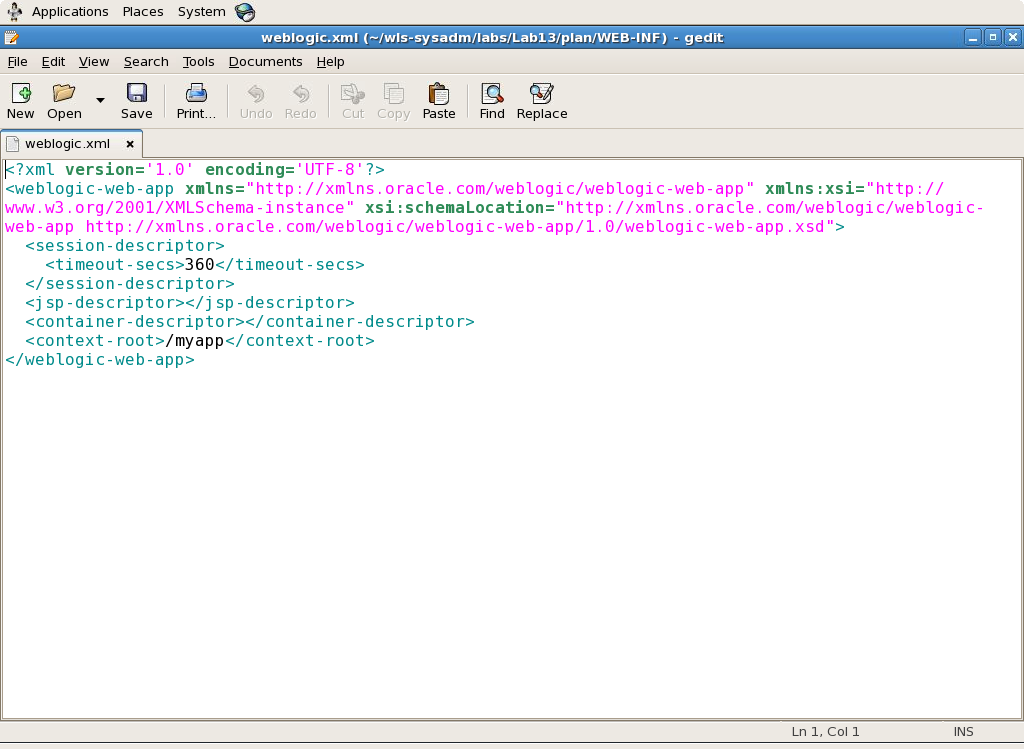 Applications Places System
weblogic.xml (~/wls-sysadm/labs/Lab13/plan/WEB-INF) - gedit
File Edit View Search Tools Documents Help
New Open Save Print... Undo Redo Cut Copy Paste Find Replace
weblogic.xml
<?xml version='1.0' encoding='UTF-8'?>
<weblogic-web-app xmlns="http://xmlns.oracle.com/weblogic/weblogic-web-app" xmlns:xsi="http://
www.w3.org/2001/XMLSchema-instance" xsi:schemaLocation="http://xmlns.oracle.com/weblogic/weblogic-
web-app http://xmlns.oracle.com/weblogic/weblogic-web-app/1.0/weblogic-web-app.xsd">
  <session-descriptor>
    <timeout-secs>360</timeout-secs>
  </session-descriptor>
  <jsp-descriptor></jsp-descriptor>
  <container-descriptor></container-descriptor>
  <context-root>/myapp</context-root>
</weblogic-web-app>
Ln 1, Col 1 INS